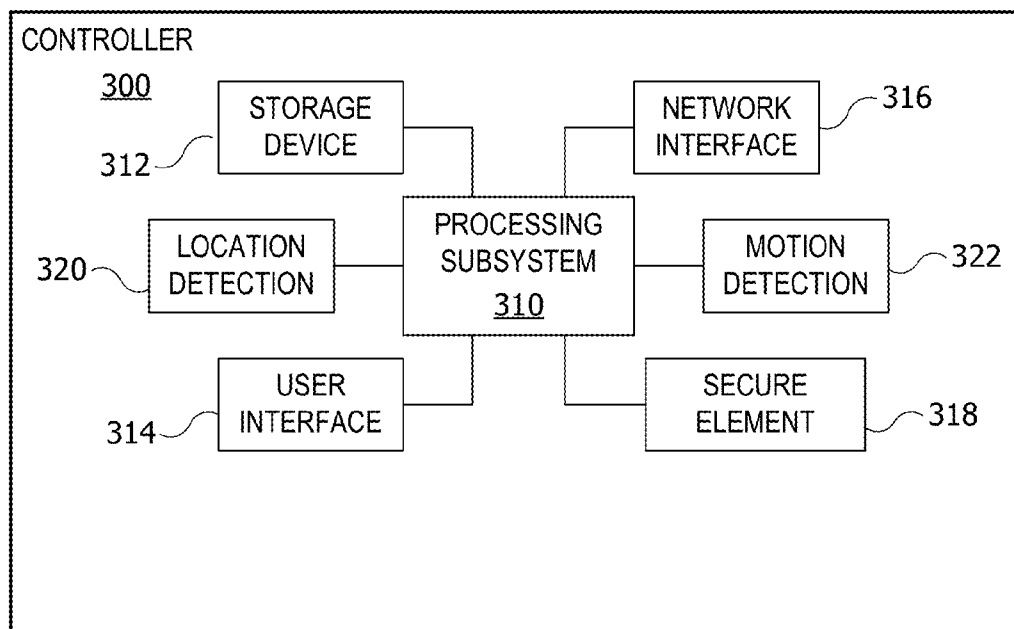 CONTROLLER
300
STORAGE
DEVICE
312
NETWORK
INTERFACE
316
LOCATION
DETECTION
320
PROCESSING
SUBSYSTEM
310
MOTION
DETECTION
322
USER
INTERFACE
314
SECURE
ELEMENT
318